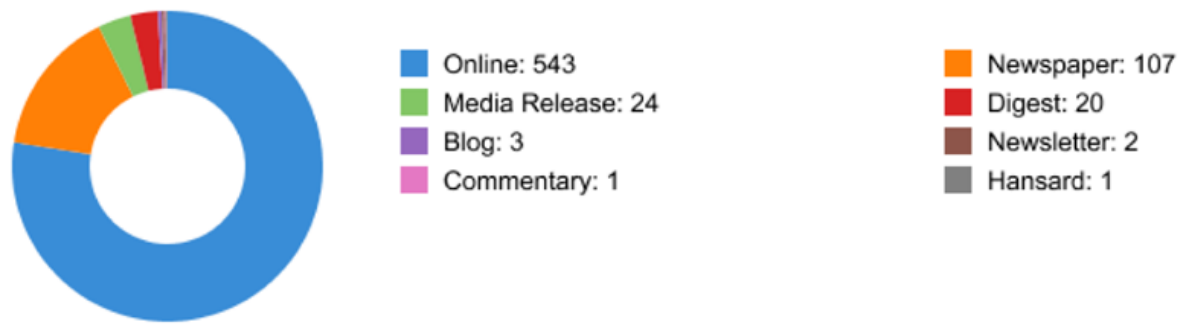 Online: 543
Newspaper: 107
Media Release: 24
Digest: 20
Blog: 3
Newsletter: 2
Commentary: 1
Hansard: 1